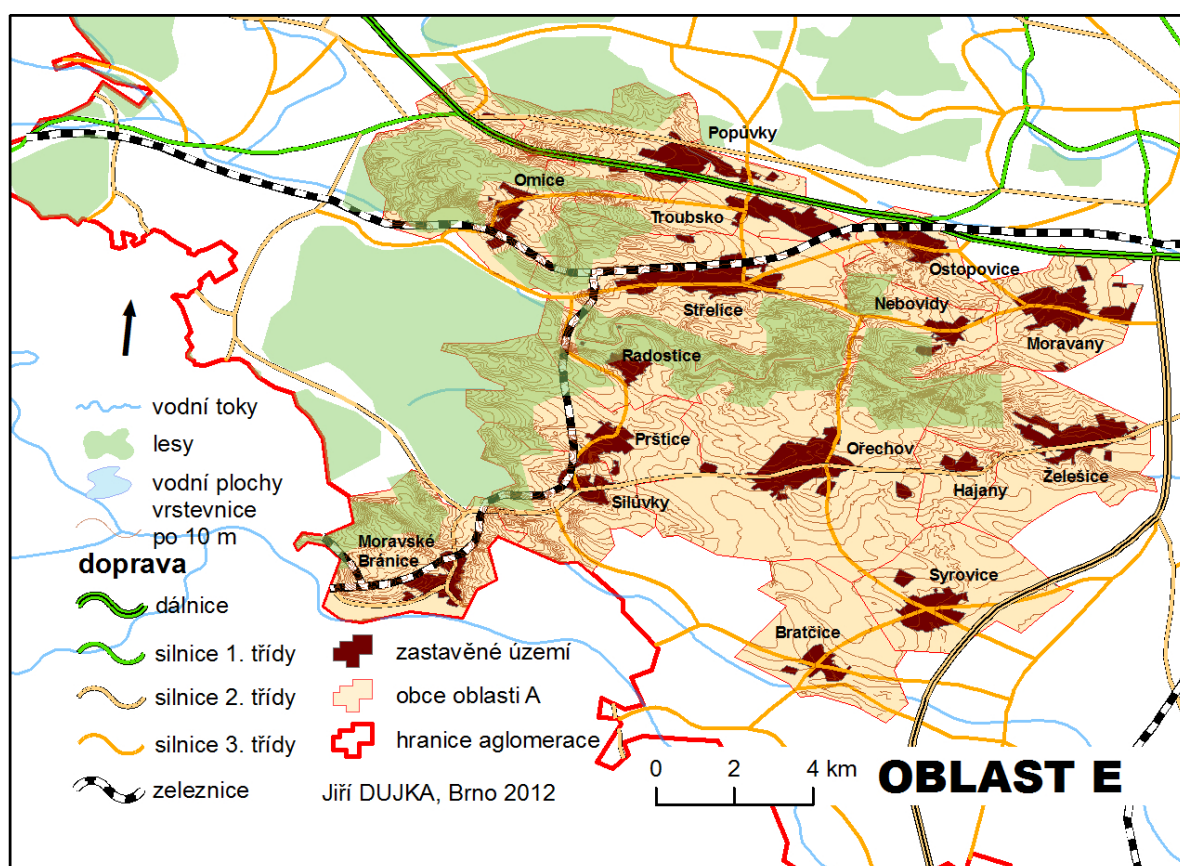 Popůvky
Omice
Troubsko
Ostopovice
Střelice
Nebovidy
Moravany
Radostice
Prštice
Ořechov
Hajany
Želešice
Silůvky
Moravské
Bránice
Syrovice
Bratčice
vodní toky
lesy
vodní plochy
vrstevnice
po 10 m
doprava
dálnice
silnice 1. třídy
silnice 2. třídy
silnice 3. třídy
zeleznice
zastavěné území
obce oblasti A
hranice aglomerace
Jiří DUJKA, Brno 2012
0 2 4 km
OBLAST E